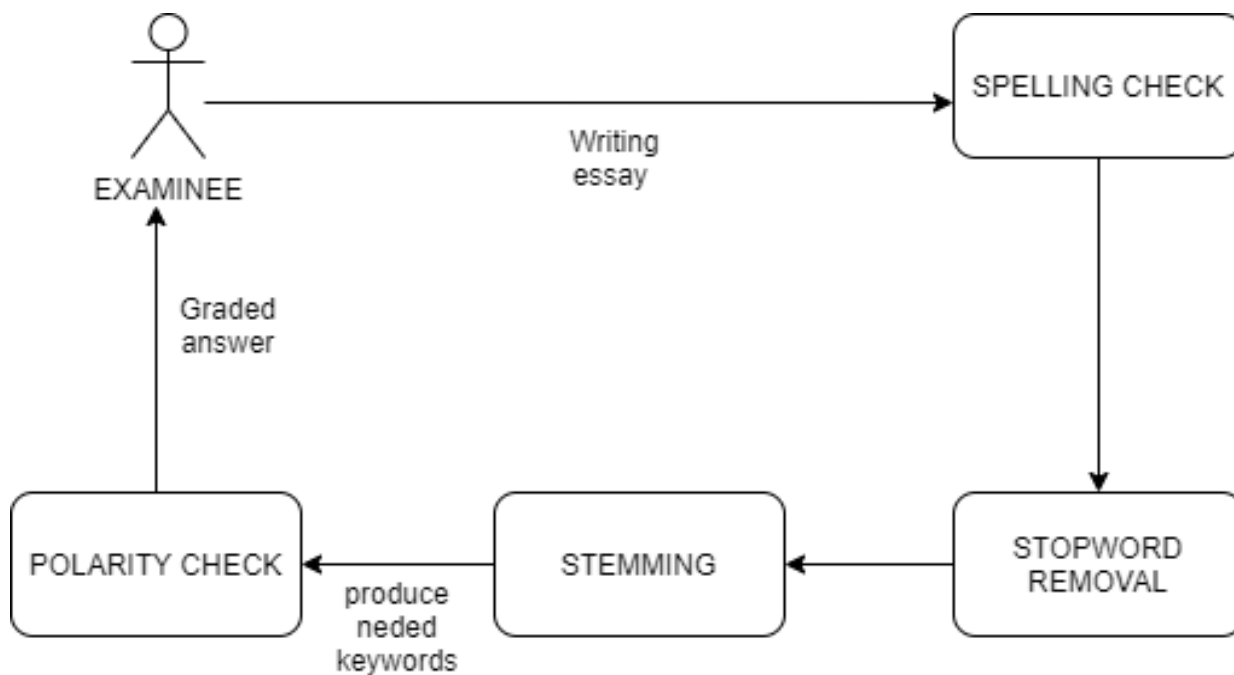 SPELLING CHECK
Writing
essay
EXAMINEE
Graded
answer
POLARITY CHECK
produce
neded
keywords
STEMMING
STOPWORD
REMOVAL